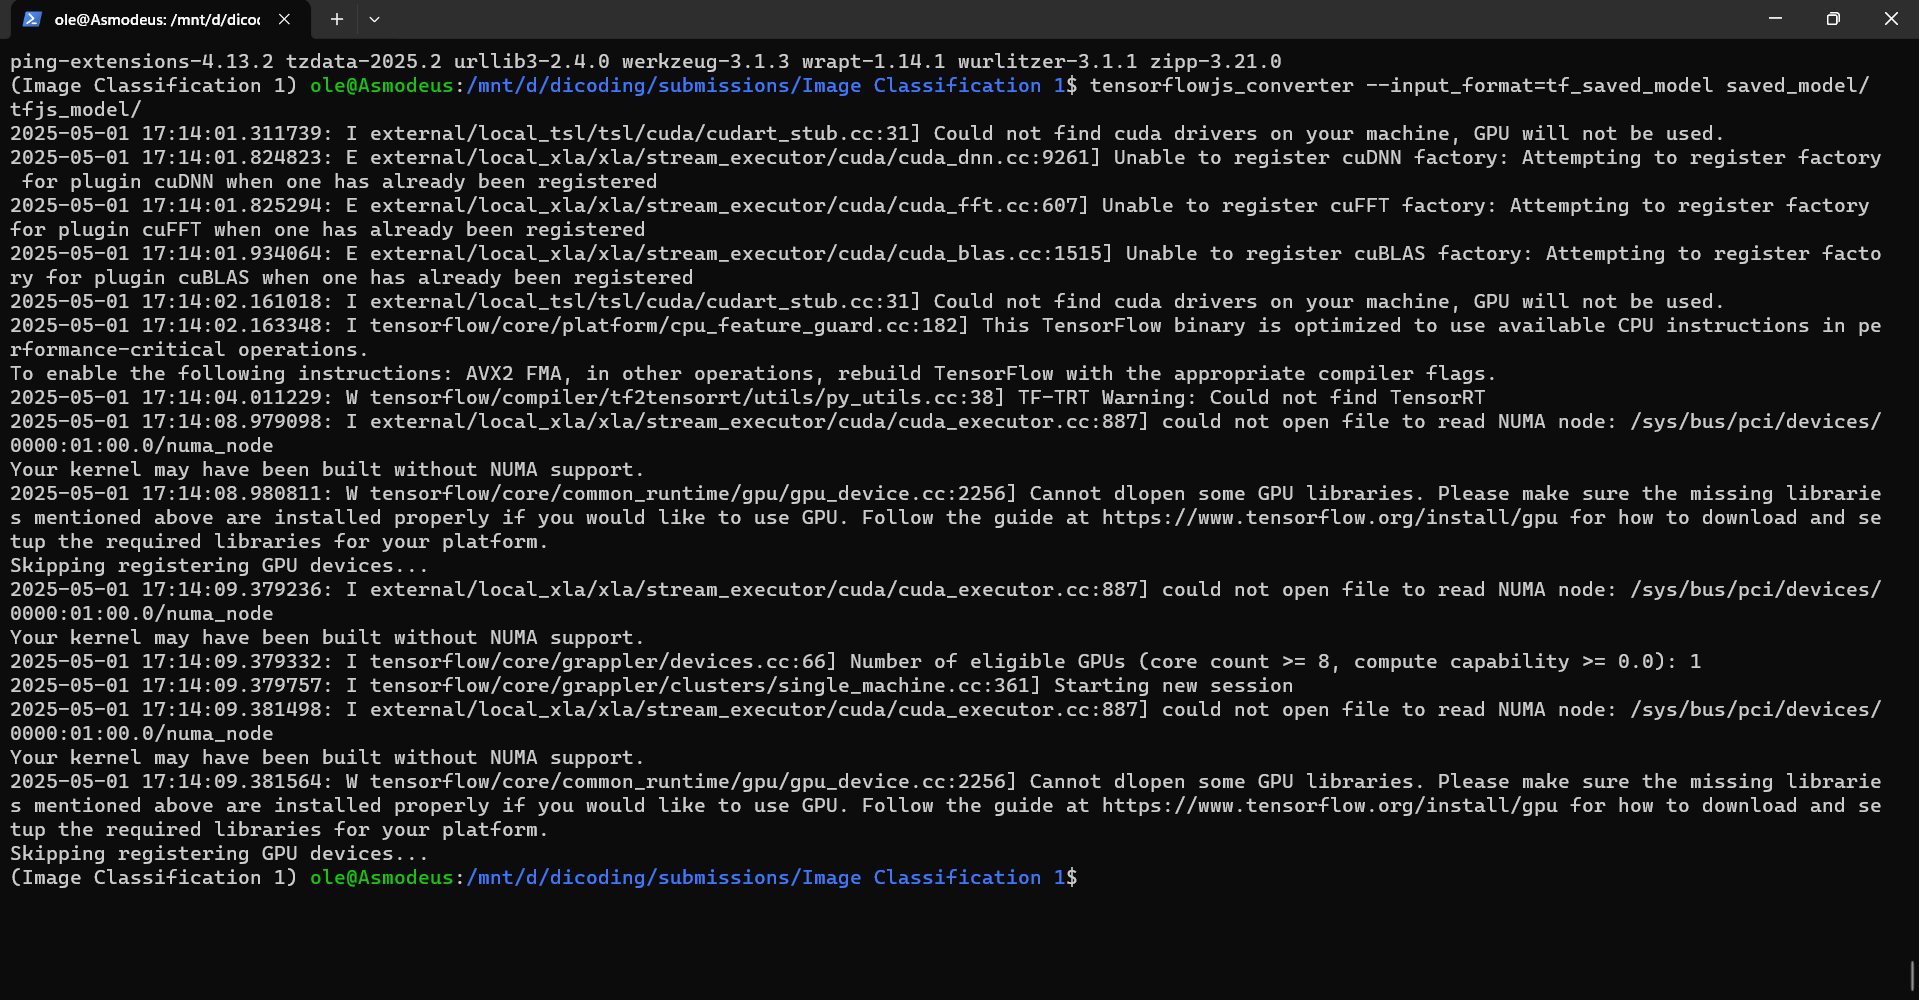 ole@Asmodeus: /mnt/d/dico
ping-extensions-4.13.2 tzdata-2025.2 urllib3-2.4.0 werkzeug-3.1.3 wrapt-1.14.1 wurlitzer-3.1.1 zipp-3.21.0
(Image Classification 1) ole@Asmodeus:/mnt/d/dicoding/submissions/Image Classification 1$ tensorflowjs_converter --input_format=tf_saved_model saved_model/
tfjs_model/
2025-05-01 17:14:01.311739: I external/local_tsl/tsl/cuda/cudart_stub.cc:31] Could not find cuda drivers on your machine, GPU will not be used.
2025-05-01 17:14:01.824823: E external/local_xla/xla/stream_executor/cuda/cuda_dnn.cc:9261] Unable to register cuDNN factory: Attempting to register factory
 for plugin cuDNN when one has already been registered
2025-05-01 17:14:01.825294: E external/local_xla/xla/stream_executor/cuda/cuda_fft.cc:607] Unable to register cuFFT factory: Attempting to register factory
for plugin cuFFT when one has already been registered
2025-05-01 17:14:01.934064: E external/local_xla/xla/stream_executor/cuda/cuda_blas.cc:1515] Unable to register cuBLAS factory: Attempting to register facto
ry for plugin cuBLAS when one has already been registered
2025-05-01 17:14:02.161018: I external/local_tsl/tsl/cuda/cudart_stub.cc:31] Could not find cuda drivers on your machine, GPU will not be used.
2025-05-01 17:14:02.163348: I tensorflow/core/platform/cpu_feature_guard.cc:182] This TensorFlow binary is optimized to use available CPU instructions in pe
rformance-critical operations.
To enable the following instructions: AVX2 FMA, in other operations, rebuild TensorFlow with the appropriate compiler flags.
2025-05-01 17:14:04.011229: W tensorflow/compiler/tf2tensorrt/utils/py_utils.cc:38] TF-TRT Warning: Could not find TensorRT
2025-05-01 17:14:08.979098: I external/local_xla/xla/stream_executor/cuda/cuda_executor.cc:887] could not open file to read NUMA node: /sys/bus/pci/devices/
0000:01:00.0/numa_node
Your kernel may have been built without NUMA support.
2025-05-01 17:14:08.980811: W tensorflow/core/common_runtime/gpu/gpu_device.cc:2256] Cannot dlopen some GPU libraries. Please make sure the missing librarie
s mentioned above are installed properly if you would like to use GPU. Follow the guide at https://www.tensorflow.org/install/gpu for how to download and se
tup the required libraries for your platform.
Skipping registering GPU devices...
2025-05-01 17:14:09.379236: I external/local_xla/xla/stream_executor/cuda/cuda_executor.cc:887] could not open file to read NUMA node: /sys/bus/pci/devices/
0000:01:00.0/numa_node
Your kernel may have been built without NUMA support.
2025-05-01 17:14:09.379332: I tensorflow/core/grappler/devices.cc:66] Number of eligible GPUs (core count >= 8, compute capability >= 0.0): 1
2025-05-01 17:14:09.379757: I tensorflow/core/grappler/clusters/single_machine.cc:361] Starting new session
2025-05-01 17:14:09.381498: I external/local_xla/xla/stream_executor/cuda/cuda_executor.cc:887] could not open file to read NUMA node: /sys/bus/pci/devices/
0000:01:00.0/numa_node
Your kernel may have been built without NUMA support.
2025-05-01 17:14:09.381564: W tensorflow/core/common_runtime/gpu/gpu_device.cc:2256] Cannot dlopen some GPU libraries. Please make sure the missing librarie
s mentioned above are installed properly if you would like to use GPU. Follow the guide at https://www.tensorflow.org/install/gpu for how to download and se
tup the required libraries for your platform.
Skipping registering GPU devices...
(Image Classification 1) ole@Asmodeus:/mnt/d/dicoding/submissions/Image Classification 1$